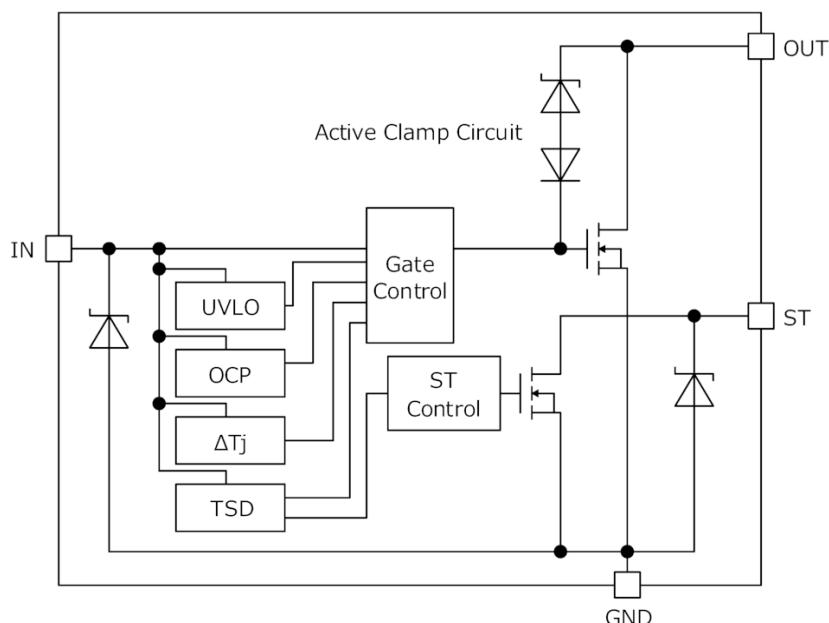 OUT
Active Clamp Circuit
IN
Gate
Control
UVLO
ST
OCP
ST
Control
ΔTj
TSD
GND